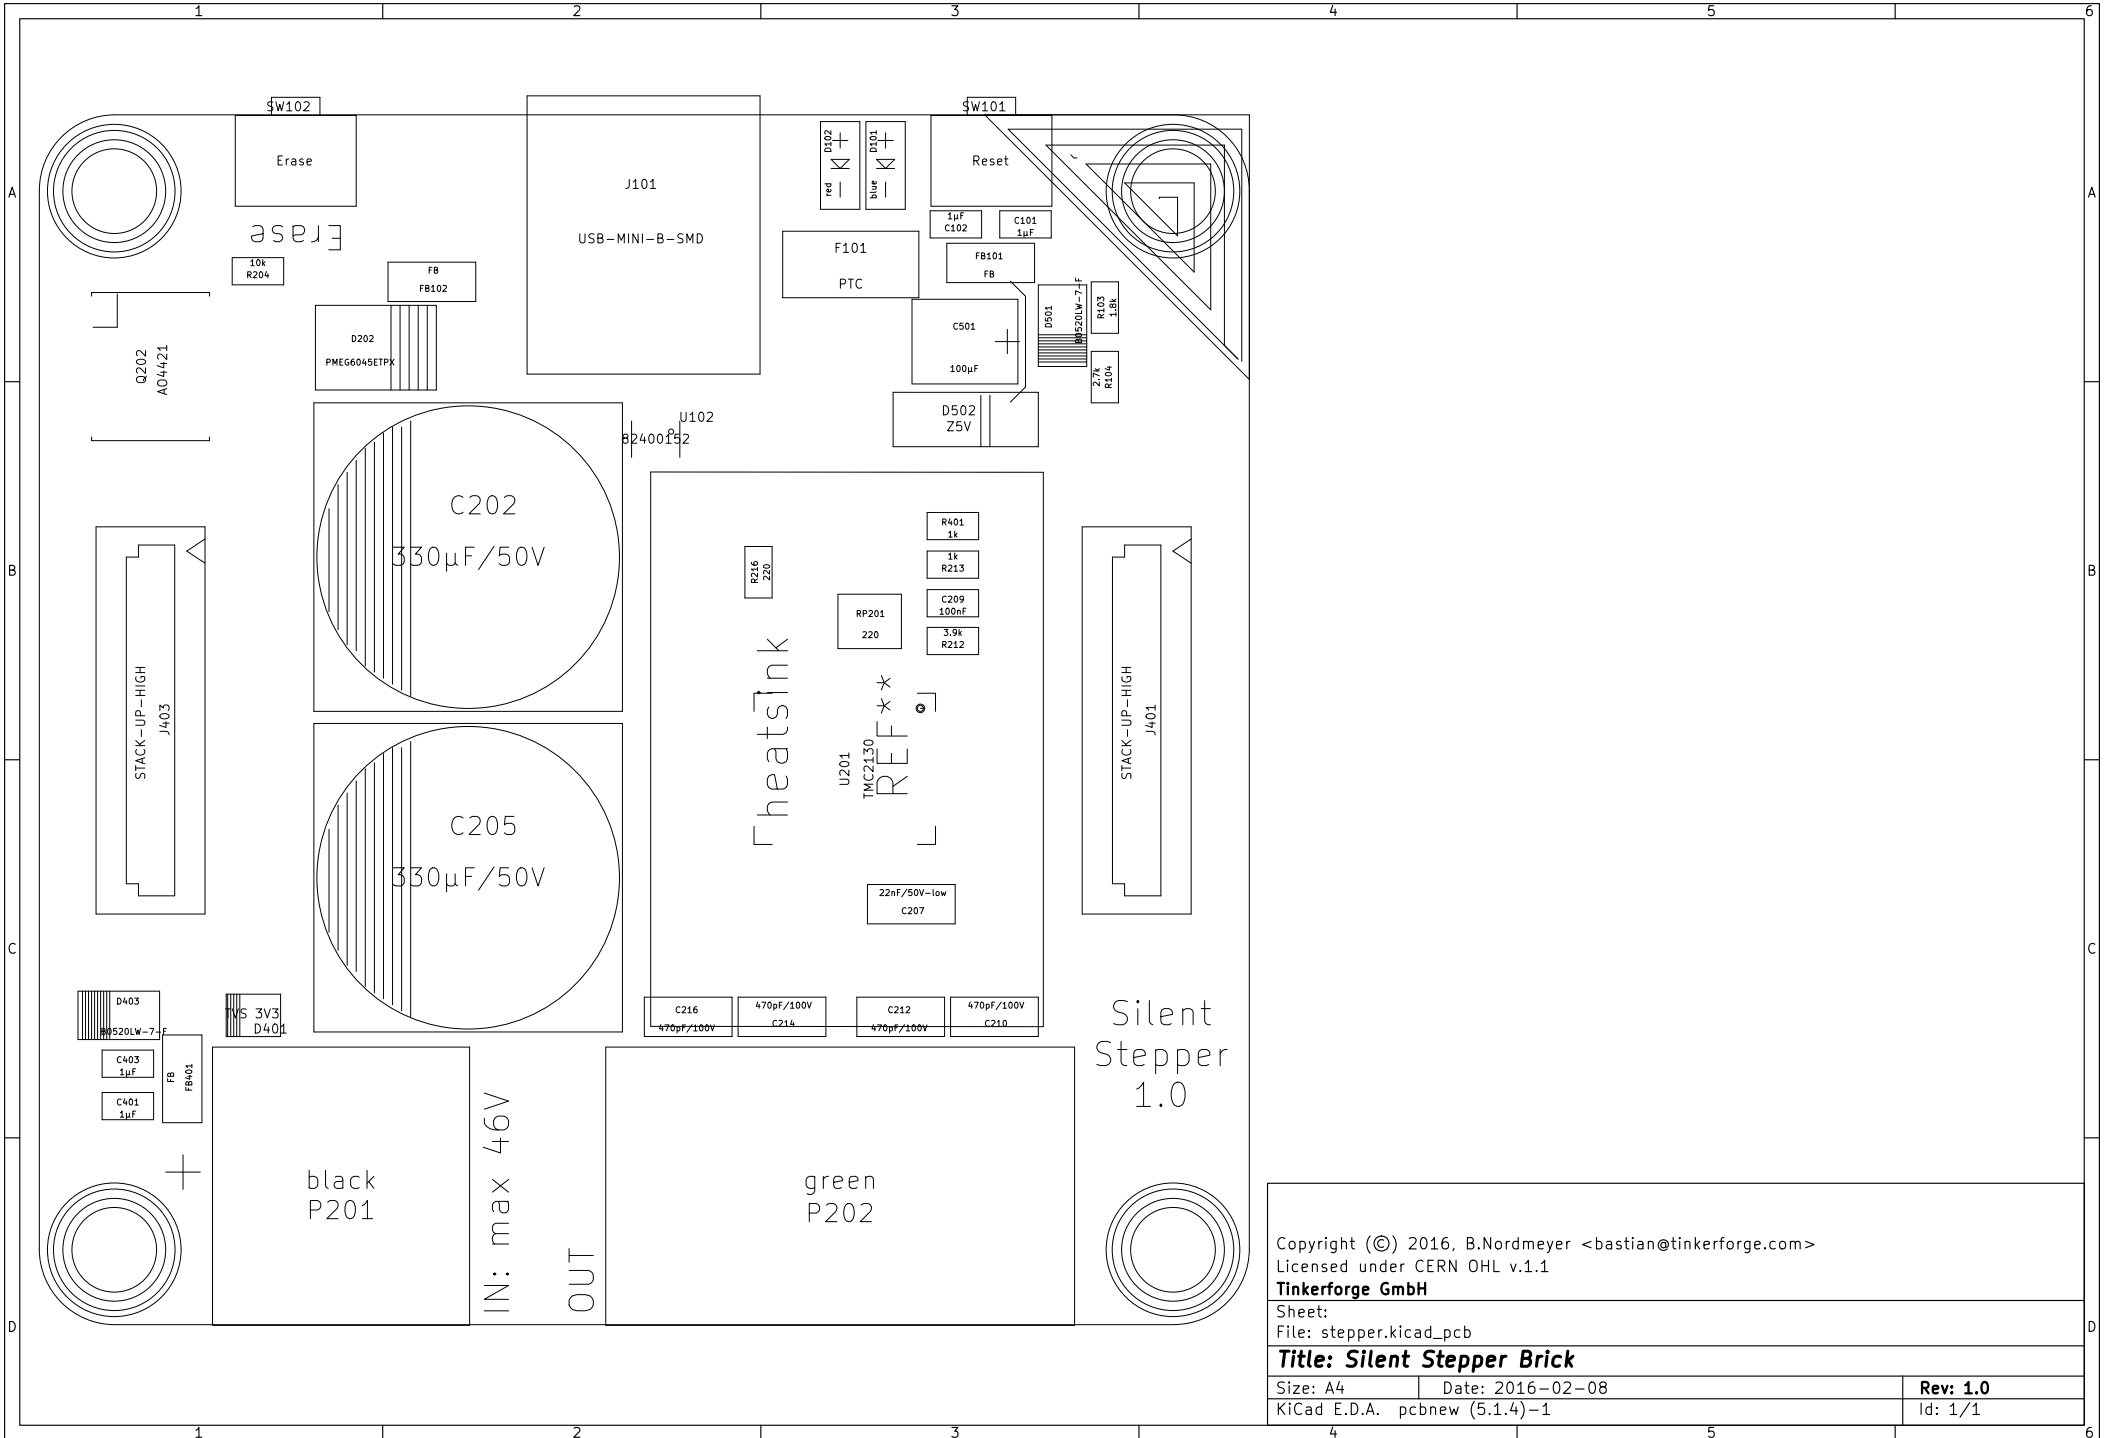 1 2 3 4 5 6
A A
B B
C C
D D
SW102
Erase
Erase
10k
R204
FB
FB102
J101
USB-MINI-B-SMD
D102
red
D101
blue
SW101
Reset
1µF
C102
C101
1µF
F101
PTC
FB101
FB
D501
B0520LW-7-F
R103
1.8k
2.7k
R104
C501
100µF
D502
Z5V
Q202
AO4421
D202
PMEG6045ETPX
U102
82400152
C202
330µF/50V
C205
330µF/50V
R401
1k
1k
R213
C209
100nF
3.9k
R212
R216
220
RP201
220
heatsink
REF**
U201
TMC2130
22nF/50V-low
C207
STACK-UP-HIGH
J403
STACK-UP-HIGH
J401
D403
B0520LW-7-F
TVS 3V3
D401
C403
1µF
C401
1µF
FB
FB401
C216
470pF/100V
470pF/100V
C214
C212
470pF/100V
470pF/100V
C210
Silent
Stepper
1.0
black
P201
IN: max 46V
OUT
green
P202
Copyright (©) 2016, B.Nordmeyer <bastian@tinkerforge.com>
Licensed under CERN OHL v.1.1
Tinkerforge GmbH
Sheet:
File: stepper.kicad_pcb
Title: Silent Stepper Brick
Size: A4 Date: 2016-02-08 Rev: 1.0
KiCad E.D.A. pcbnew (5.1.4)-1 Id: 1/1
1 2 3 4 5 6